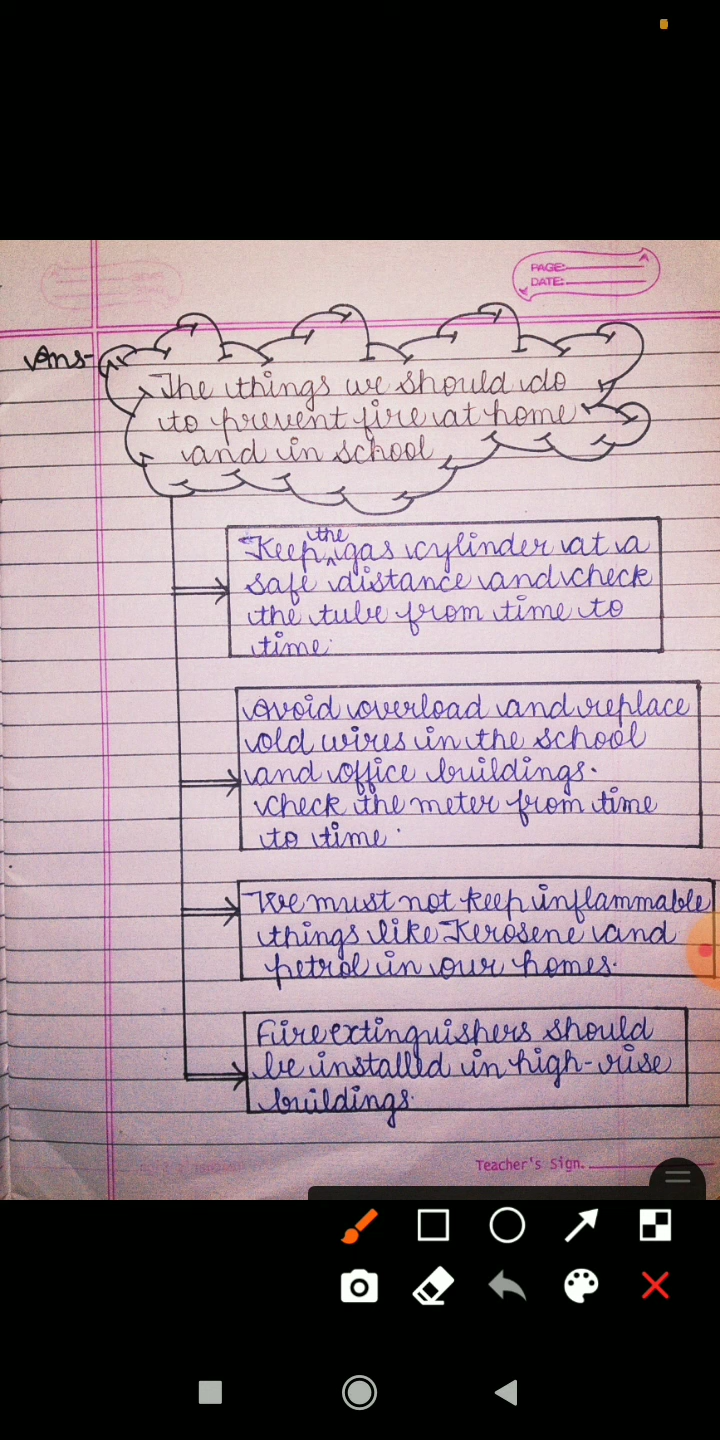 PAGE:
DATE:
Ans-
The things we should do
to prevent fire at home
and in school
Keep the gas cylinder at a
safe distance and check
the tube from time to
time.
Avoid overload and replace
old wires in the school
and office buildings.
check the meter from time
to time.
We must not keep inflammable
things like Kerosene and
petrol in our homes.
Fire extinguishers should
be installed in high-rise
buildings.
Teacher's Sign.